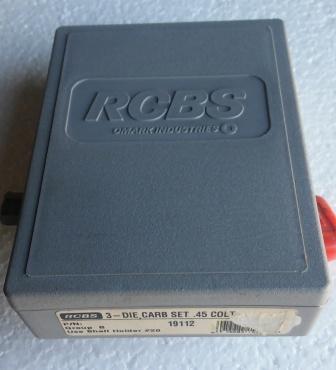 RCBS
OMARK INDUSTRIES
RCBS 3-DIE CARB SET .45 COLT
P/N: 19112
Group B
Use Shell Holder #20